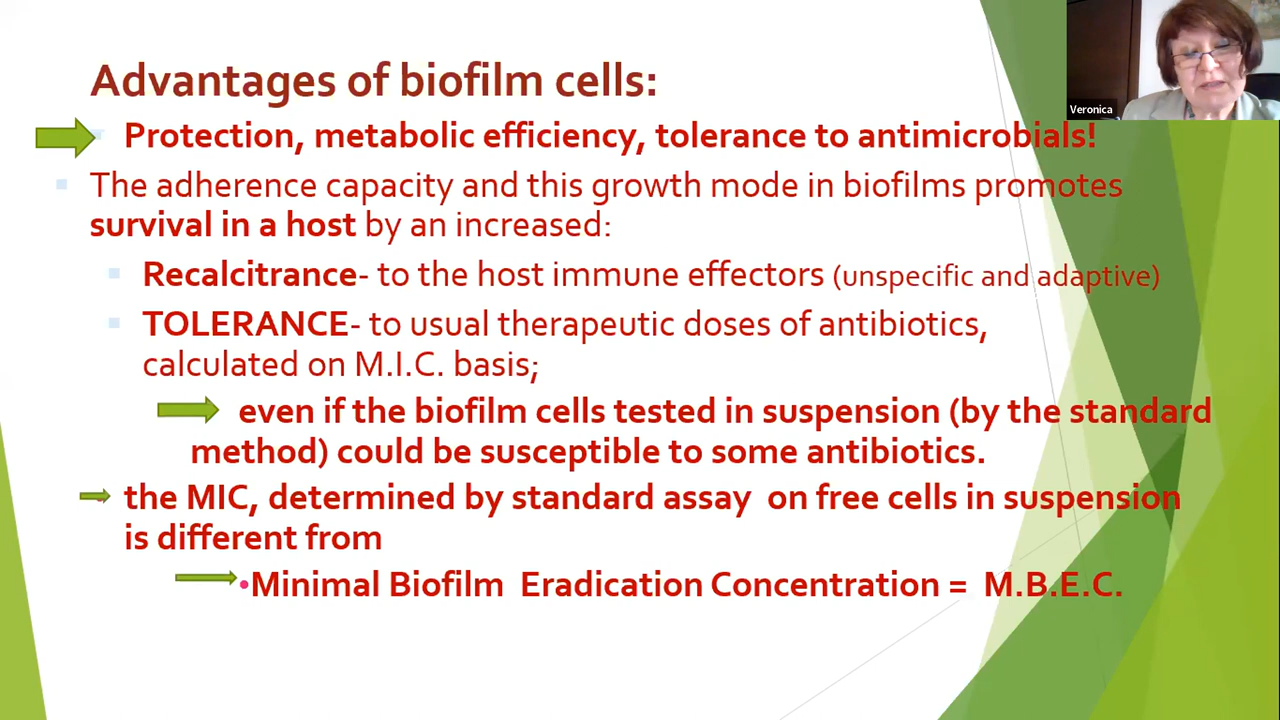 Advantages of biofilm cells:
Veronica
Protection, metabolic efficiency, tolerance to antimicrobials!
The adherence capacity and this growth mode in biofilms promotes
survival in a host by an increased:
Recalcitrance- to the host immune effectors (unspecific and adaptive)
TOLERANCE- to usual therapeutic doses of antibiotics,
calculated on M.I.C. basis;
even if the biofilm cells tested in suspension (by the standard
method) could be susceptible to some antibiotics.
the MIC, determined by standard assay on free cells in suspension
is different from
•Minimal Biofilm Eradication Concentration = M.B.E.C.